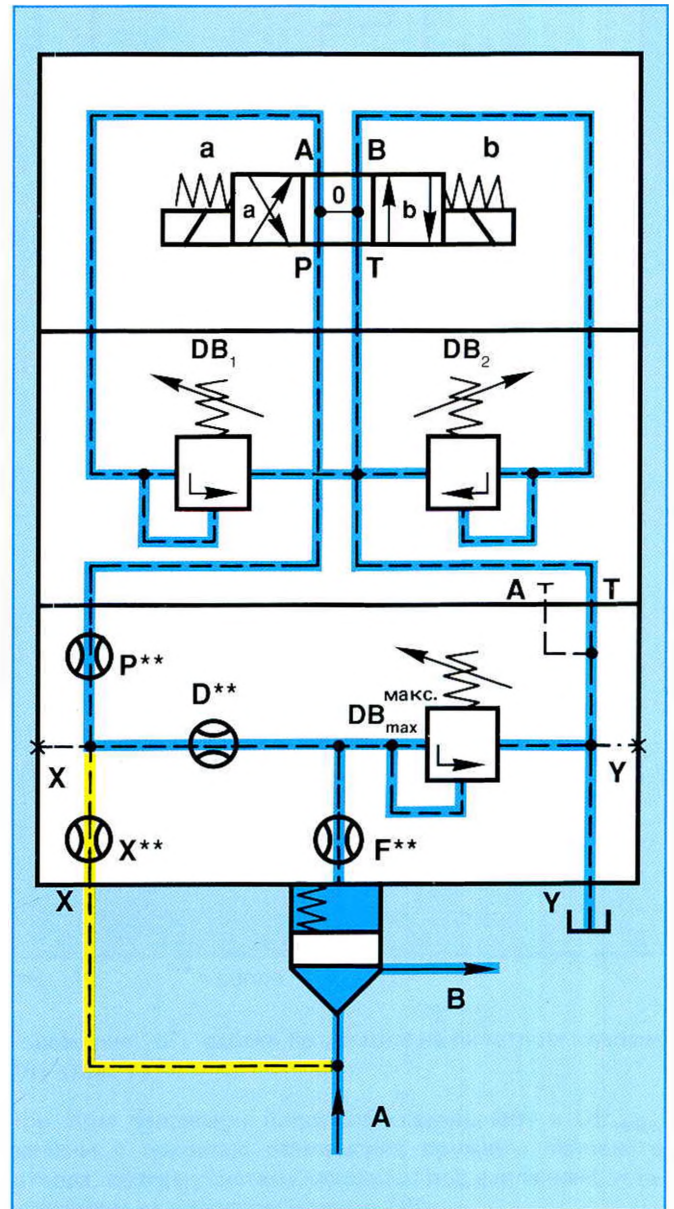 a A B b
a 0 b
P T
DB₁ DB₂
A T
P**
D** макс.
DBmax
X Y
X** F**
X Y
B
A